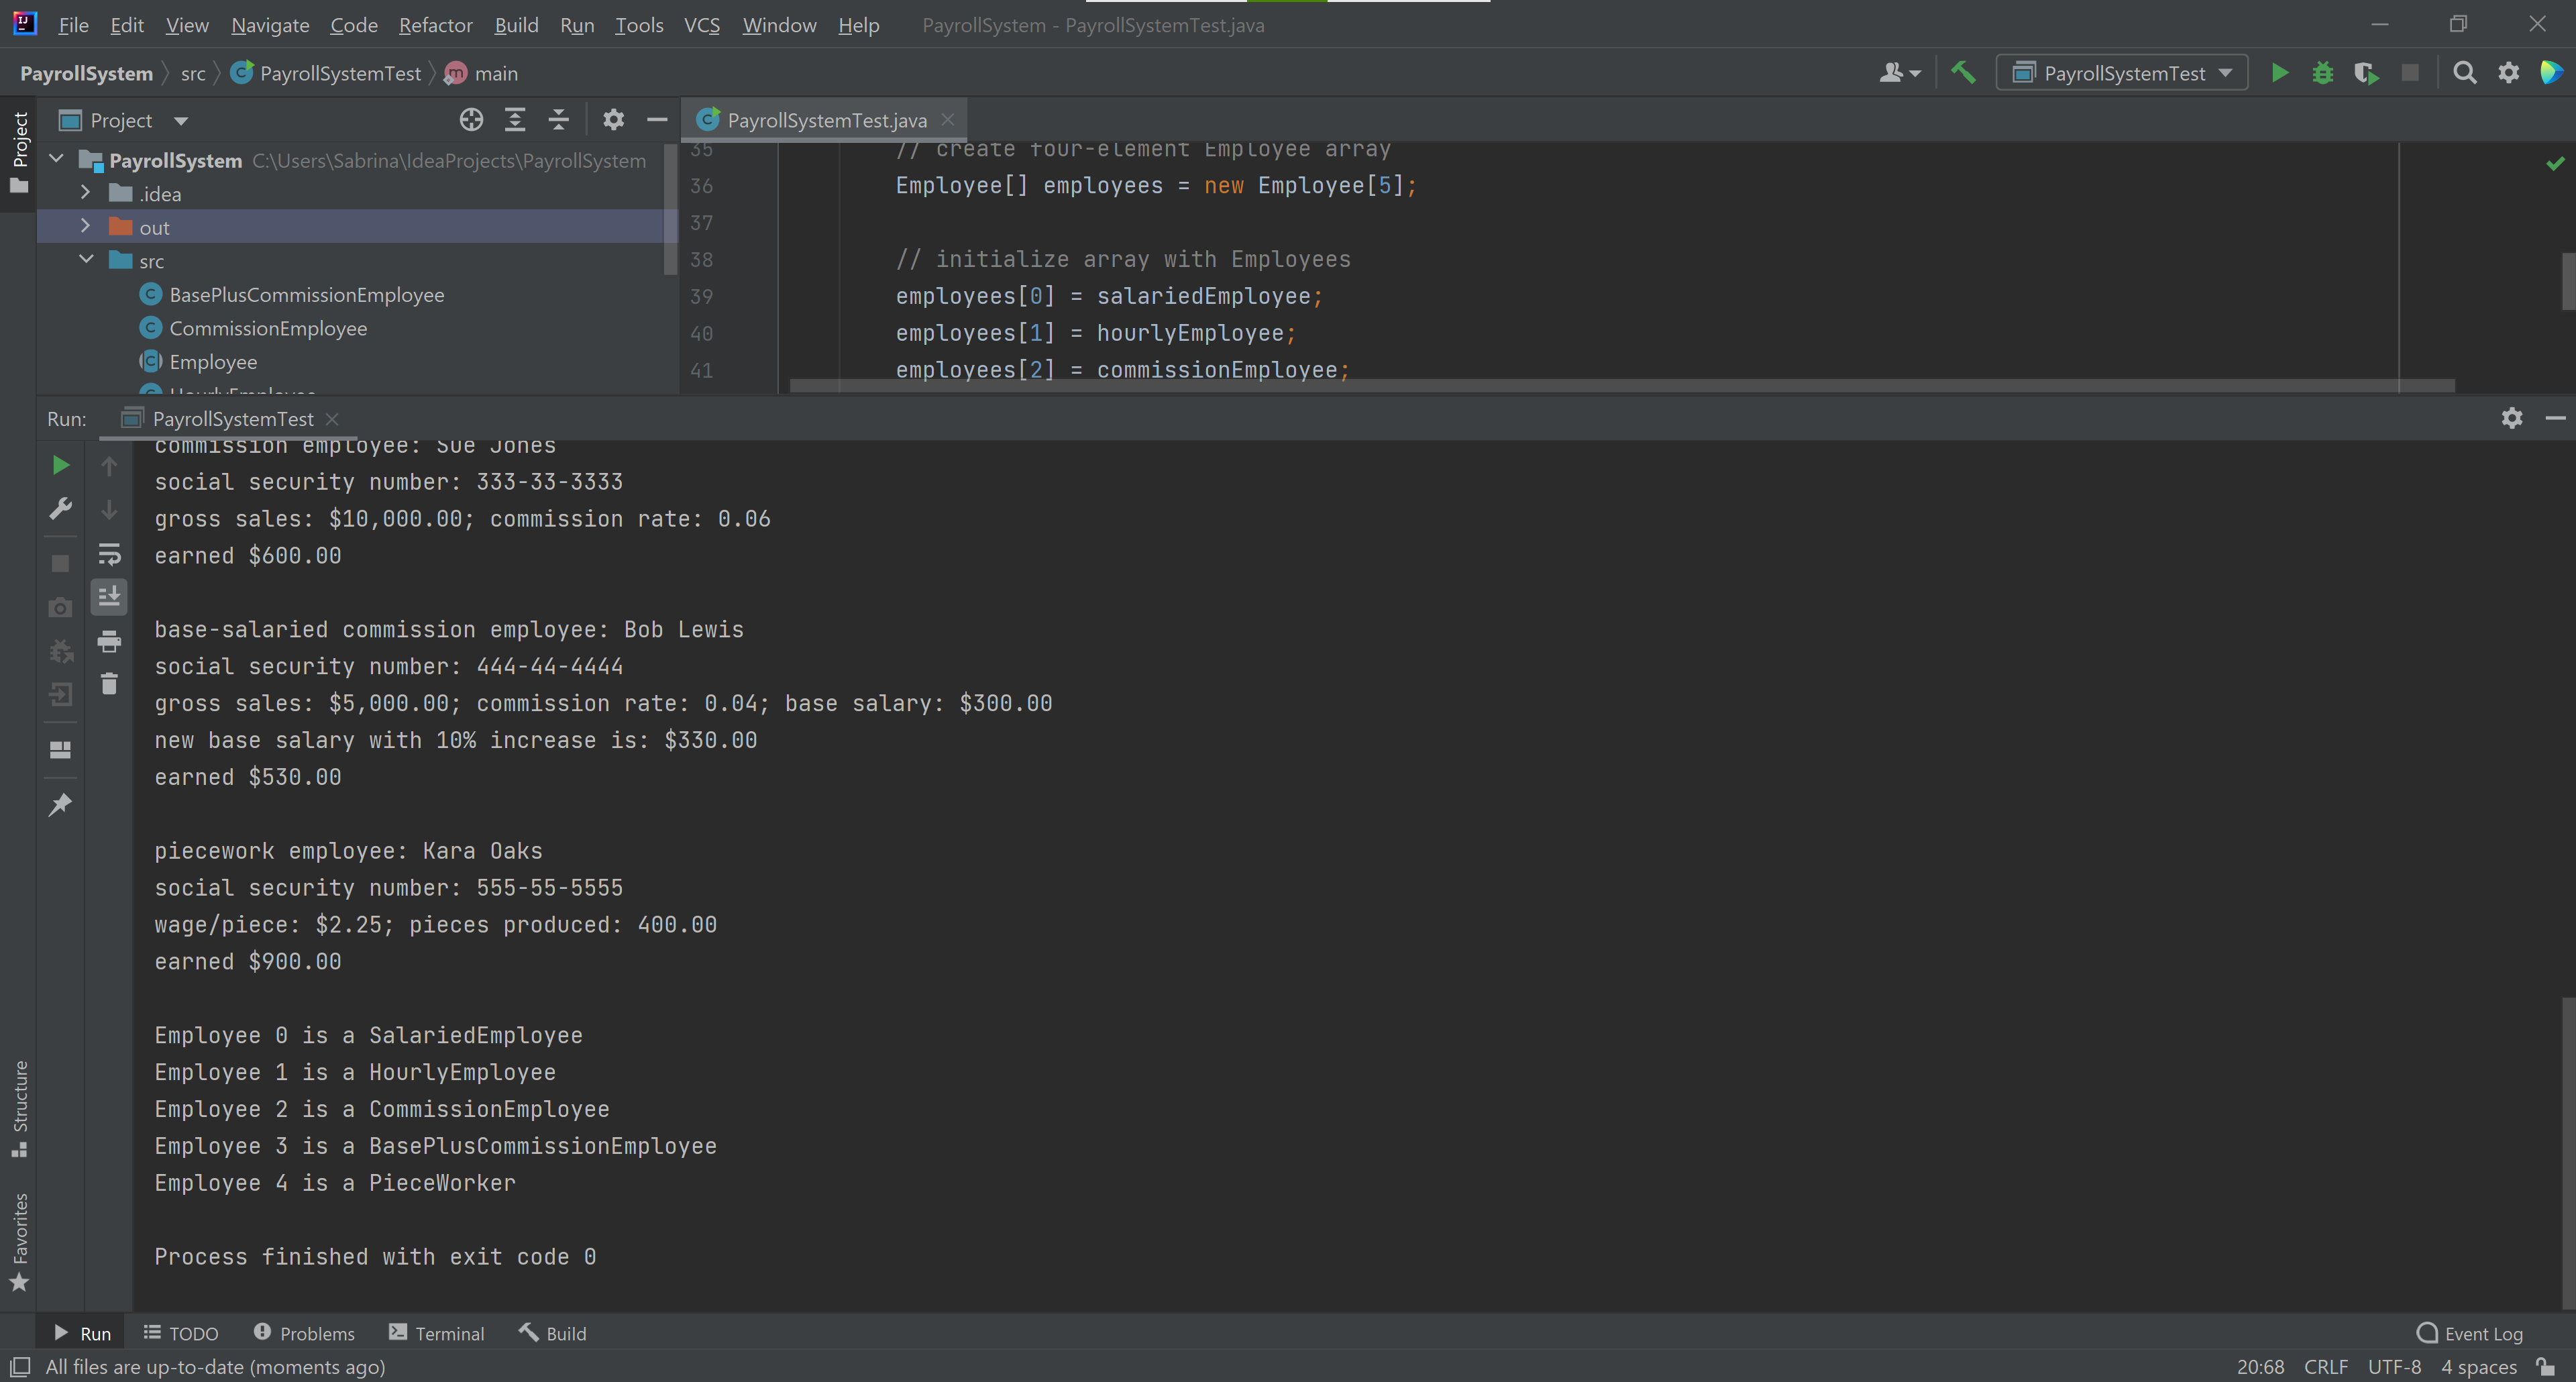 File Edit View Navigate Code Refactor Build Run Tools VCS Window Help PayrollSystem - PayrollSystemTest.java
PayrollSystem src PayrollSystemTest main PayrollSystemTest
Project
Project
PayrollSystem C:\Users\Sabrina\IdeaProjects\PayrollSystem
.idea
out
src
BasePlusCommissionEmployee
CommissionEmployee
Employee
HourlyEmployee
PayrollSystemTest.java
35 // create four-element Employee array
36 Employee[] employees = new Employee[5];
37
38 // initialize array with Employees
39 employees[0] = salariedEmployee;
40 employees[1] = hourlyEmployee;
41 employees[2] = commissionEmployee;
Run: PayrollSystemTest
commission employee: Sue Jones
social security number: 333-33-3333
gross sales: $10,000.00; commission rate: 0.06
earned $600.00
base-salaried commission employee: Bob Lewis
social security number: 444-44-4444
gross sales: $5,000.00; commission rate: 0.04; base salary: $300.00
new base salary with 10% increase is: $330.00
earned $530.00
piecework employee: Kara Oaks
social security number: 555-55-5555
wage/piece: $2.25; pieces produced: 400.00
earned $900.00
Employee 0 is a SalariedEmployee
Employee 1 is a HourlyEmployee
Employee 2 is a CommissionEmployee
Employee 3 is a BasePlusCommissionEmployee
Employee 4 is a PieceWorker
Process finished with exit code 0
Structure
Favorites
Run TODO Problems Terminal Build Event Log
All files are up-to-date (moments ago) 20:68 CRLF UTF-8 4 spaces